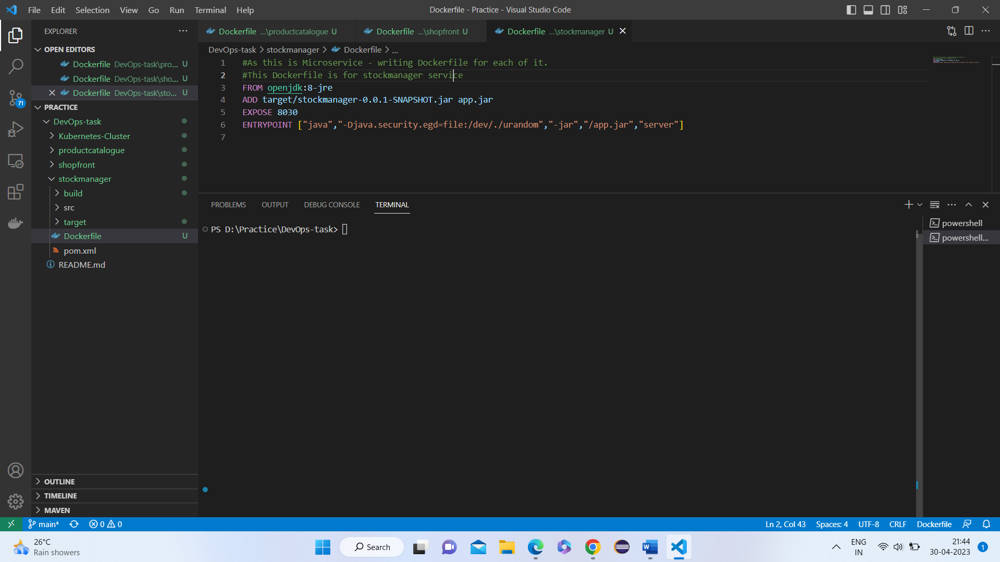 File Edit Selection View Go Run Terminal Help
Dockerfile - Practice - Visual Studio Code
EXPLORER
OPEN EDITORS
Dockerfile DevOps-task\pro... U
Dockerfile DevOps-task\sho... U
Dockerfile DevOps-task\sto... U
71
PRACTICE
DevOps-task
Kubernetes-Cluster
productcatalogue
shopfront
stockmanager
build
src
target
Dockerfile U
pom.xml
README.md
OUTLINE
TIMELINE
MAVEN
Dockerfile ...\productcatalogue U
Dockerfile ...\shopfront U
Dockerfile ...\stockmanager U
DevOps-task > stockmanager > Dockerfile > ...
1 #As this is Microservice - writing Dockerfile for each of it.
2 #This Dockerfile is for stockmanager service
3 FROM openjdk:8-jre
4 ADD target/stockmanager-0.0.1-SNAPSHOT.jar app.jar
5 EXPOSE 8030
6 ENTRYPOINT ["java","-Djava.security.egd=file:/dev/./urandom","-jar","/app.jar","server"]
7
PROBLEMS OUTPUT DEBUG CONSOLE TERMINAL
PS D:\Practice\DevOps-task>
powershell
powershell...
main* 0 0
Ln 2, Col 43 Spaces: 4 UTF-8 CRLF Dockerfile
26°C
Rain showers
Search
ENG
IN
21:44
30-04-2023
1